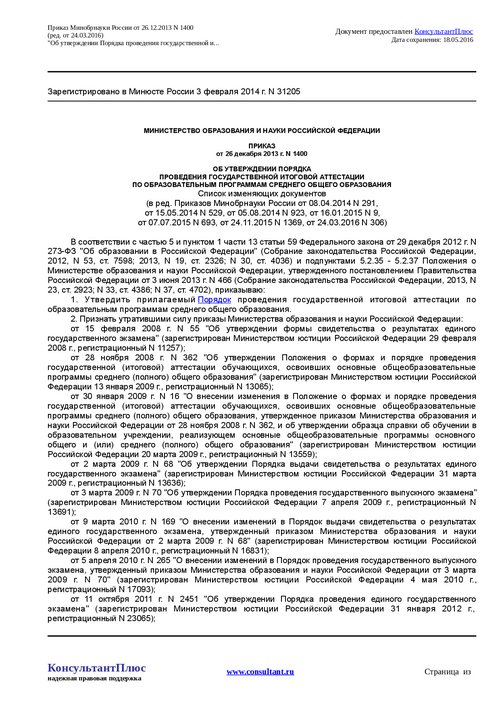 Приказ Минобрнауки России от 26.12.2013 N 1400
(ред. от 24.03.2016)
"Об утверждении Порядка проведения государственной и...
Документ предоставлен КонсультантПлюс
Дата сохранения: 18.05.2016
Зарегистрировано в Минюсте России 3 февраля 2014 г. N 31205
МИНИСТЕРСТВО ОБРАЗОВАНИЯ И НАУКИ РОССИЙСКОЙ ФЕДЕРАЦИИ
ПРИКАЗ
от 26 декабря 2013 г. N 1400
ОБ УТВЕРЖДЕНИИ ПОРЯДКА
ПРОВЕДЕНИЯ ГОСУДАРСТВЕННОЙ ИТОГОВОЙ АТТЕСТАЦИИ
ПО ОБРАЗОВАТЕЛЬНЫМ ПРОГРАММАМ СРЕДНЕГО ОБЩЕГО ОБРАЗОВАНИЯ
Список изменяющих документов
(в ред. Приказов Минобрнауки России от 08.04.2014 N 291,
от 15.05.2014 N 529, от 05.08.2014 N 923, от 16.01.2015 N 9,
от 07.07.2015 N 693, от 24.11.2015 N 1369, от 24.03.2016 N 306)
В соответствии с частью 5 и пунктом 1 части 13 статьи 59 Федерального закона от 29 декабря 2012 г. N
273-ФЗ "Об образовании в Российской Федерации" (Собрание законодательства Российской Федерации,
2012, N 53, ст. 7598; 2013, N 19, ст. 2326; N 30, ст. 4036) и подпунктами 5.2.35 - 5.2.37 Положения о
Министерстве образования и науки Российской Федерации, утвержденного постановлением Правительства
Российской Федерации от 3 июня 2013 г. N 466 (Собрание законодательства Российской Федерации, 2013, N
23, ст. 2923; N 33, ст. 4386; N 37, ст. 4702), приказываю:
1. Утвердить прилагаемый Порядок проведения государственной итоговой аттестации по
образовательным программам среднего общего образования.
2. Признать утратившими силу приказы Министерства образования и науки Российской Федерации:
от 15 февраля 2008 г. N 55 "Об утверждении формы свидетельства о результатах единого
государственного экзамена" (зарегистрирован Министерством юстиции Российской Федерации 29 февраля
2008 г., регистрационный N 11257);
от 28 ноября 2008 г. N 362 "Об утверждении Положения о формах и порядке проведения
государственной (итоговой) аттестации обучающихся, освоивших основные общеобразовательные
программы среднего (полного) общего образования" (зарегистрирован Министерством юстиции Российской
Федерации 13 января 2009 г., регистрационный N 13065);
от 30 января 2009 г. N 16 "О внесении изменения в Положение о формах и порядке проведения
государственной (итоговой) аттестации обучающихся, освоивших основные общеобразовательные
программы среднего (полного) общего образования, утвержденное приказом Министерства образования и
науки Российской Федерации от 28 ноября 2008 г. N 362, и об утверждении образца справки об обучении в
образовательном учреждении, реализующем основные общеобразовательные программы основного
общего и (или) среднего (полного) общего образования" (зарегистрирован Министерством юстиции
Российской Федерации 20 марта 2009 г., регистрационный N 13559);
от 2 марта 2009 г. N 68 "Об утверждении Порядка выдачи свидетельства о результатах единого
государственного экзамена" (зарегистрирован Министерством юстиции Российской Федерации 31 марта
2009 г., регистрационный N 13636);
от 3 марта 2009 г. N 70 "Об утверждении Порядка проведения государственного выпускного экзамена"
(зарегистрирован Министерством юстиции Российской Федерации 7 апреля 2009 г., регистрационный N
13691);
от 9 марта 2010 г. N 169 "О внесении изменений в Порядок выдачи свидетельства о результатах
единого государственного экзамена, утвержденный приказом Министерства образования и науки
Российской Федерации от 2 марта 2009 г. N 68" (зарегистрирован Министерством юстиции Российской
Федерации 8 апреля 2010 г., регистрационный N 16831);
от 5 апреля 2010 г. N 265 "О внесении изменений в Порядок проведения государственного выпускного
экзамена, утвержденный приказом Министерства образования и науки Российской Федерации от 3 марта
2009 г. N 70" (зарегистрирован Министерством юстиции Российской Федерации 4 мая 2010 г.,
регистрационный N 17093);
от 11 октября 2011 г. N 2451 "Об утверждении Порядка проведения единого государственного
экзамена" (зарегистрирован Министерством юстиции Российской Федерации 31 января 2012 г.,
регистрационный N 23065);
КонсультантПлюс
надежная правовая поддержка
www.consultant.ru
Страница из